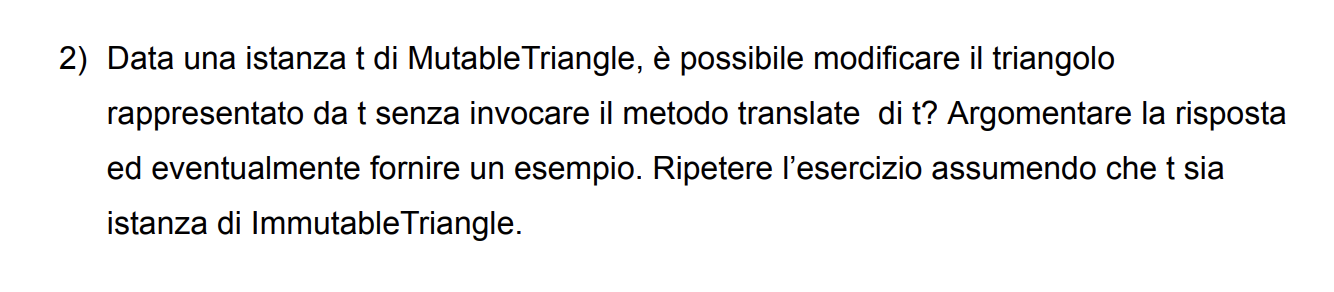 2) Data una istanza t di MutableTriangle, è possibile modificare il triangolo
rappresentato da t senza invocare il metodo translate di t? Argomentare la risposta
ed eventualmente fornire un esempio. Ripetere l’esercizio assumendo che t sia
istanza di ImmutableTriangle.